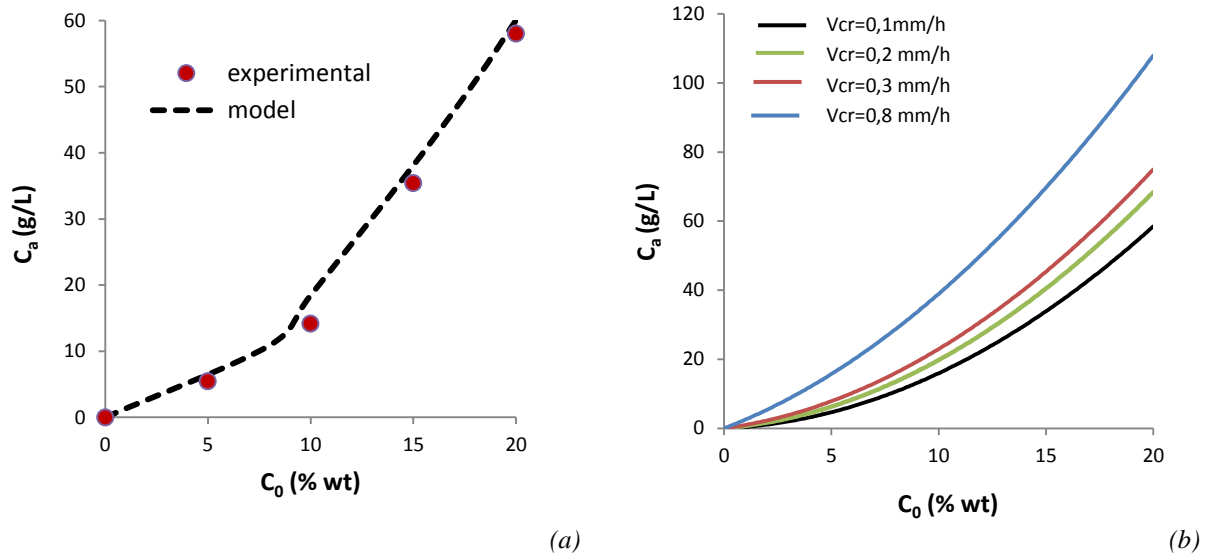 60
50
40
30
20
10
0
0 5 10 15 20
C₀ (% wt)
Cₐ (g/L)
experimental
model
(a)
120
100
80
60
40
20
0
0 5 10 15 20
C₀ (% wt)
Cₐ (g/L)
Vcr=0,1mm/h
Vcr=0,2 mm/h
Vcr=0,3 mm/h
Vcr=0,8 mm/h
(b)